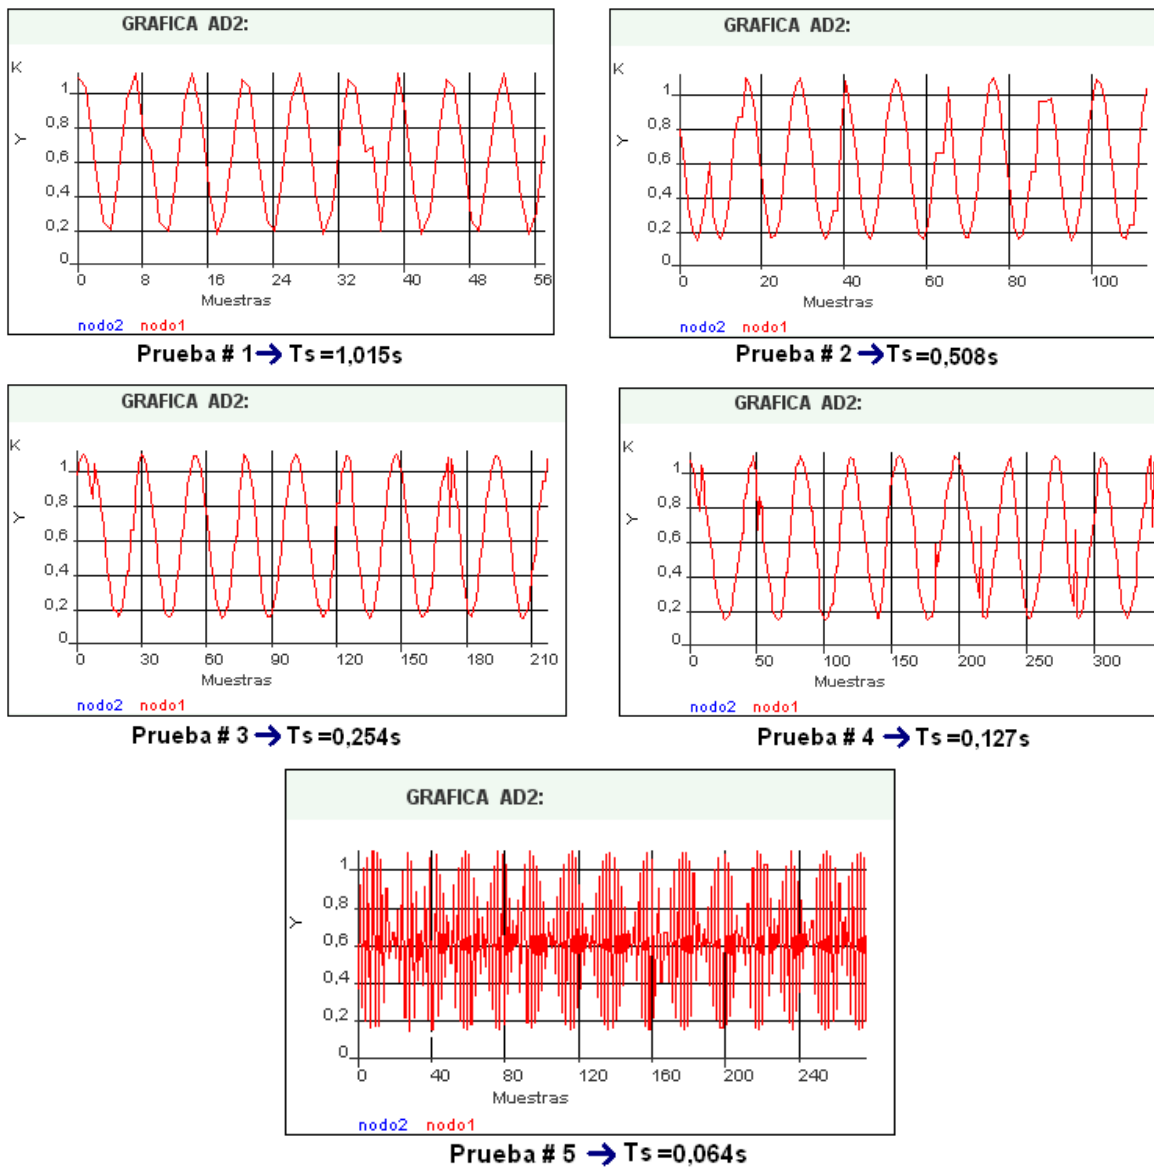 GRAFICA AD2:
K
Y
1
0,8
0,6
0,4
0,2
0
0 8 16 24 32 40 48 56
Muestras
nodo2 nodo1
Prueba # 1 → Ts =1,015s
GRAFICA AD2:
K
Y
1
0,8
0,6
0,4
0,2
0
0 20 40 60 80 100
Muestras
nodo2 nodo1
Prueba # 2 → Ts =0,508s
GRAFICA AD2:
K
Y
1
0,8
0,6
0,4
0,2
0
0 30 60 90 120 150 180 210
Muestras
nodo2 nodo1
Prueba # 3 → Ts =0,254s
GRAFICA AD2:
K
Y
1
0,8
0,6
0,4
0,2
0
0 50 100 150 200 250 300
Muestras
nodo2 nodo1
Prueba # 4 → Ts =0,127s
GRAFICA AD2:
Y
1
0,8
0,6
0,4
0,2
0
0 40 80 120 160 200 240
Muestras
nodo2 nodo1
Prueba # 5 → Ts =0,064s